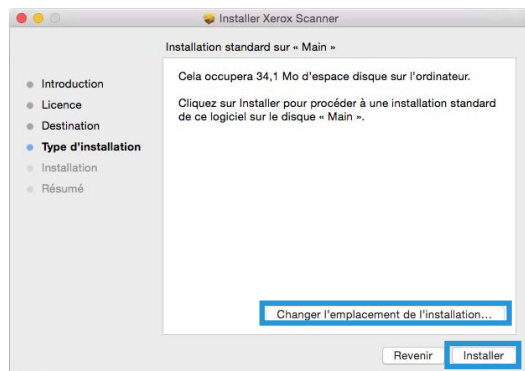 Installer Xerox Scanner
Installation standard sur « Main »
Introduction
Licence
Destination
Type d'installation
Installation
Résumé
Cela occupera 34,1 Mo d'espace disque sur l'ordinateur.
Cliquez sur Installer pour procéder à une installation standard
de ce logiciel sur le disque « Main ».
Changer l'emplacement de l'installation...
Revenir
Installer